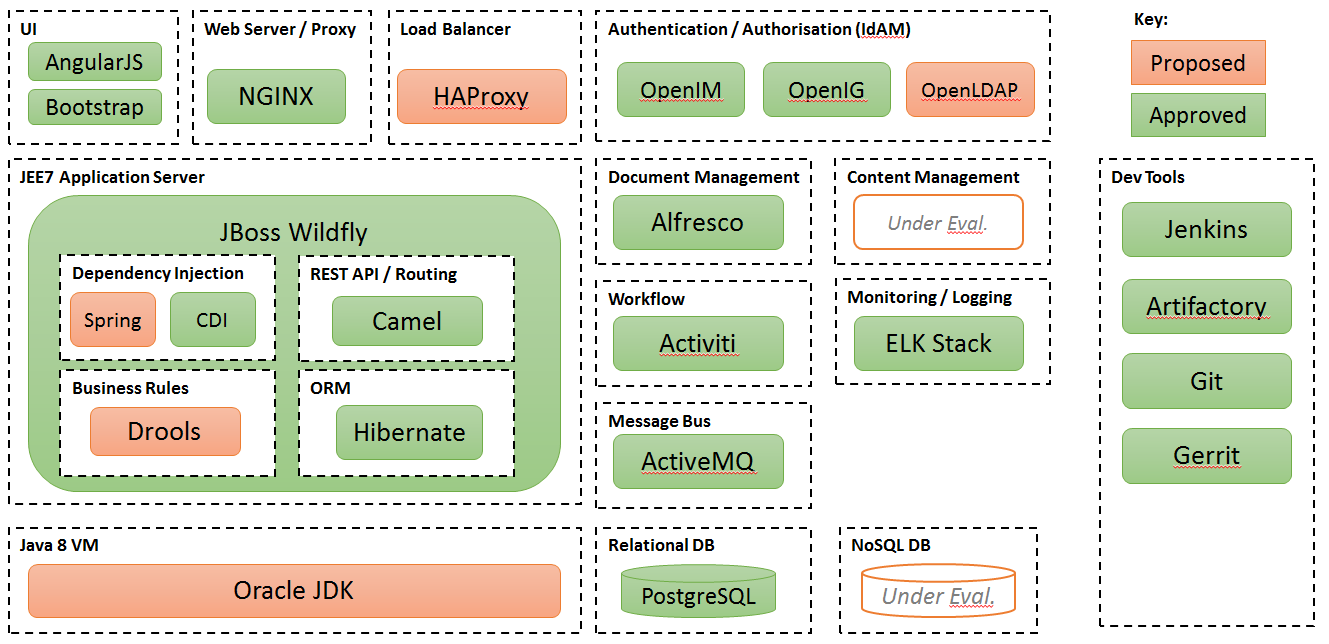 UI
AngularJS
Bootstrap
Web Server / Proxy
NGINX
Load Balancer
HAProxy
Authentication / Authorisation (IdAM)
OpenIM
OpenIG
OpenLDAP
Key:
Proposed
Approved
JEE7 Application Server
JBoss Wildfly
Dependency Injection
Spring
CDI
REST API / Routing
Camel
Business Rules
Drools
ORM
Hibernate
Document Management
Alfresco
Content Management
Under Eval.
Workflow
Activiti
Monitoring / Logging
ELK Stack
Message Bus
ActiveMQ
Dev Tools
Jenkins
Artifactory
Git
Gerrit
Java 8 VM
Oracle JDK
Relational DB
PostgreSQL
NoSQL DB
Under Eval.